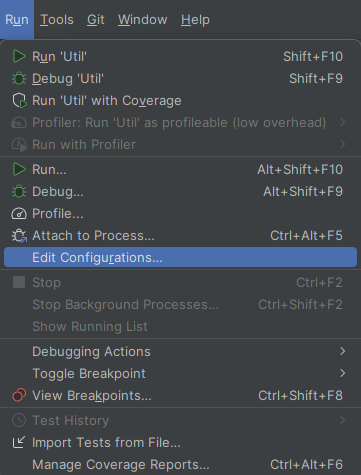 Run Tools Git Window Help
Run 'Util' Shift+F10
Debug 'Util' Shift+F9
Run 'Util' with Coverage
Profiler: Run 'Util' as profileable (low overhead)
Run with Profiler
Run... Alt+Shift+F10
Debug... Alt+Shift+F9
Profile...
Attach to Process... Ctrl+Alt+F5
Edit Configurations...
Stop Ctrl+F2
Stop Background Processes... Ctrl+Shift+F2
Show Running List
Debugging Actions
Toggle Breakpoint
View Breakpoints... Ctrl+Shift+F8
Test History
Import Tests from File...
Manage Coverage Reports... Ctrl+Alt+F6